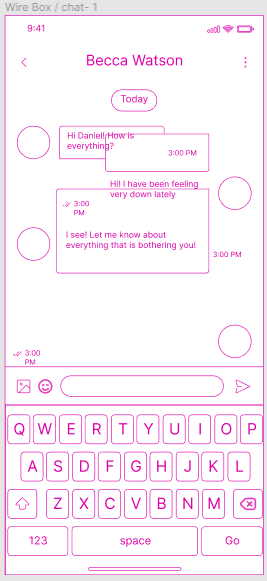 Wire Box / chat- 1
9:41
Becca Watson
Today
Hi Daniel! How is
everything?
3:00 PM
Hi! I have been feeling
very down lately
3:00
PM
I see! Let me know about
everything that is bothering you!
3:00 PM
3:00
PM
Q W E R T Y U I O P
A S D F G H J K L
Z X C V B N M
123 space Go